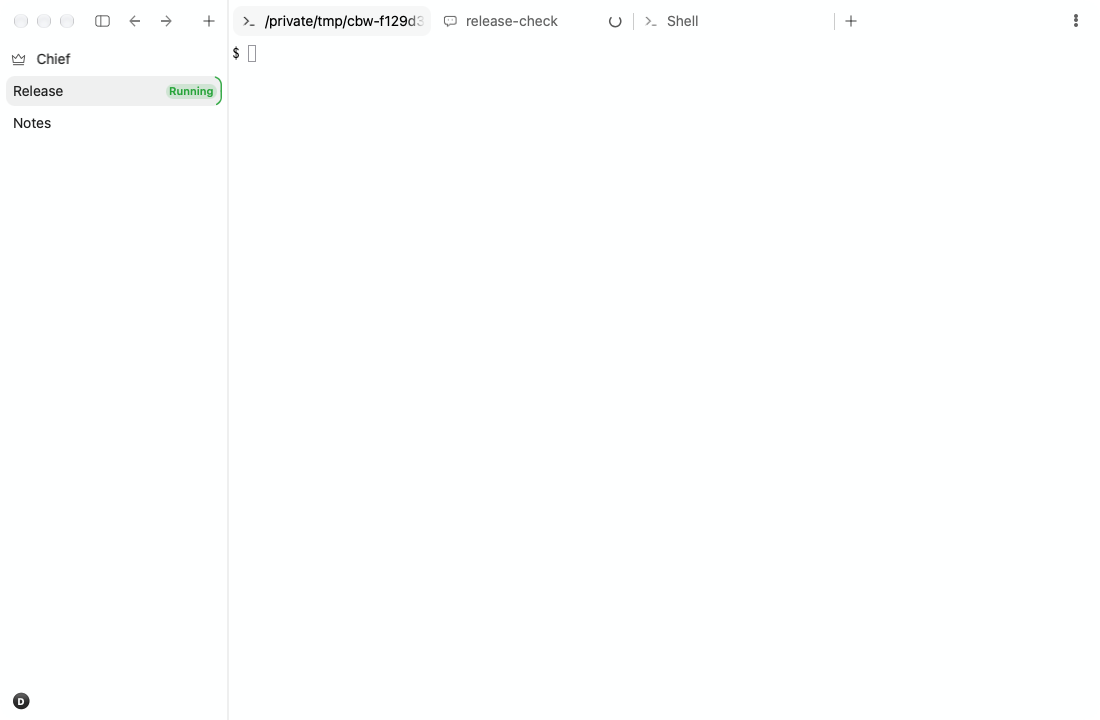 /private/tmp/cbw-f129d3
release-check
Shell
Chief
Release
Running
Notes
$
D